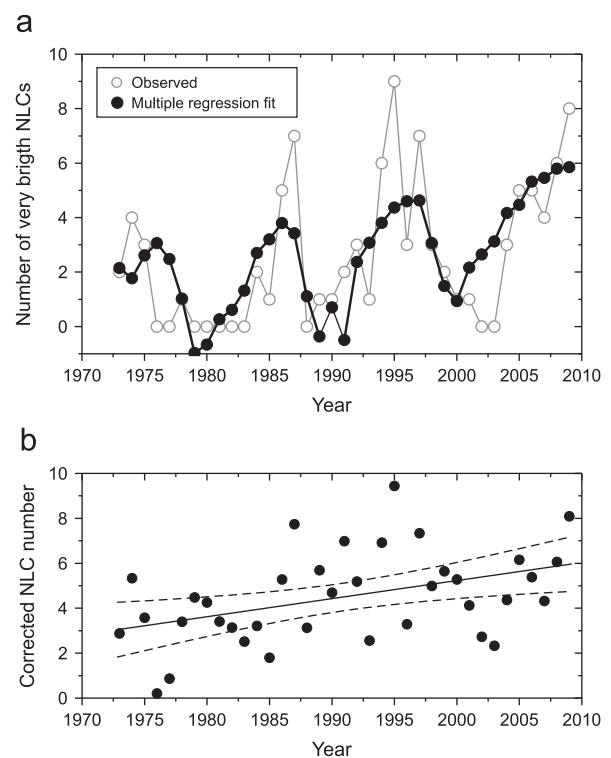 a
10
8
6
4
2
0
Number of very brigth NLCs
Observed
Multiple regression fit
1970 1975 1980 1985 1990 1995 2000 2005 2010
Year
b
10
8
6
4
2
0
Corrected NLC number
1970 1975 1980 1985 1990 1995 2000 2005 2010
Year